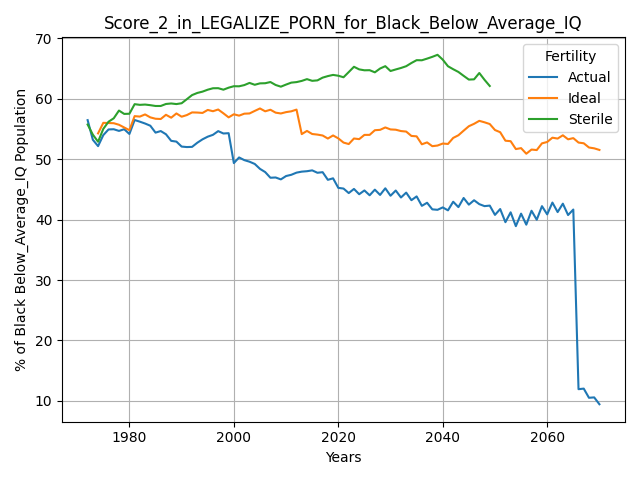 Score_2_in_LEGALIZE_PORN_for_Black_Below_Average_IQ
70
60
50
40
30
20
10
% of Black Below_Average_IQ Population
Fertility
Actual
Ideal
Sterile
1980
2000
2020
2040
2060
Years